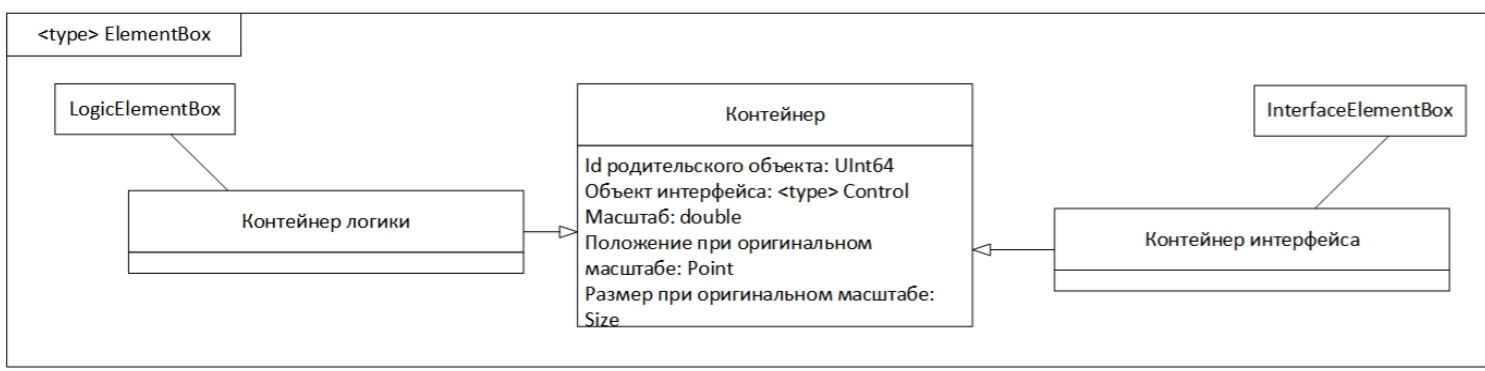 <type> ElementBox
LogicElementBox
Контейнер
InterfaceElementBox
Id родительского объекта: UInt64
Объект интерфейса: <type> Control
Масштаб: double
Положение при оригинальном
масштабе: Point
Размер при оригинальном масштабе:
Size
Контейнер логики
Контейнер интерфейса